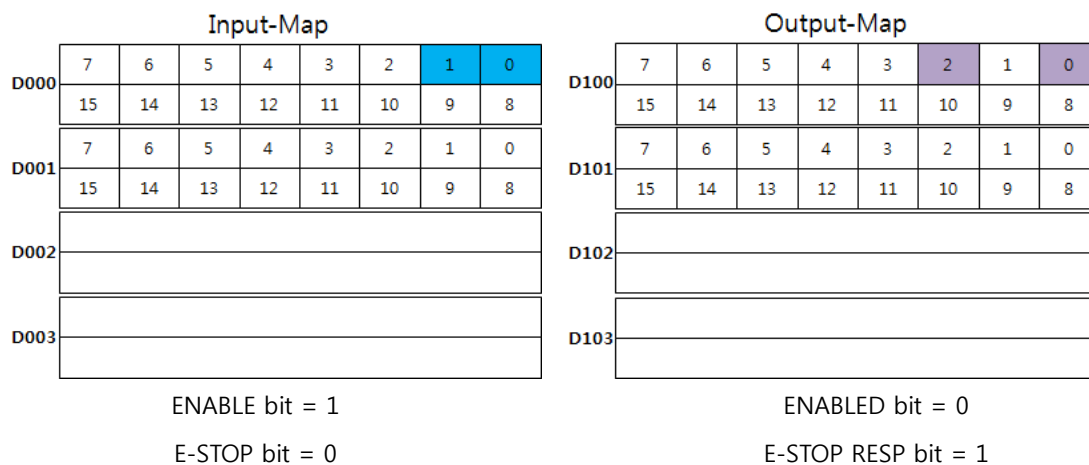 Input-Map
D000
7 6 5 4 3 2 1 0
15 14 13 12 11 10 9 8
D001
7 6 5 4 3 2 1 0
15 14 13 12 11 10 9 8
D002
D003
ENABLE bit = 1
E-STOP bit = 0
Output-Map
D100
7 6 5 4 3 2 1 0
15 14 13 12 11 10 9 8
D101
7 6 5 4 3 2 1 0
15 14 13 12 11 10 9 8
D102
D103
ENABLED bit = 0
E-STOP RESP bit = 1